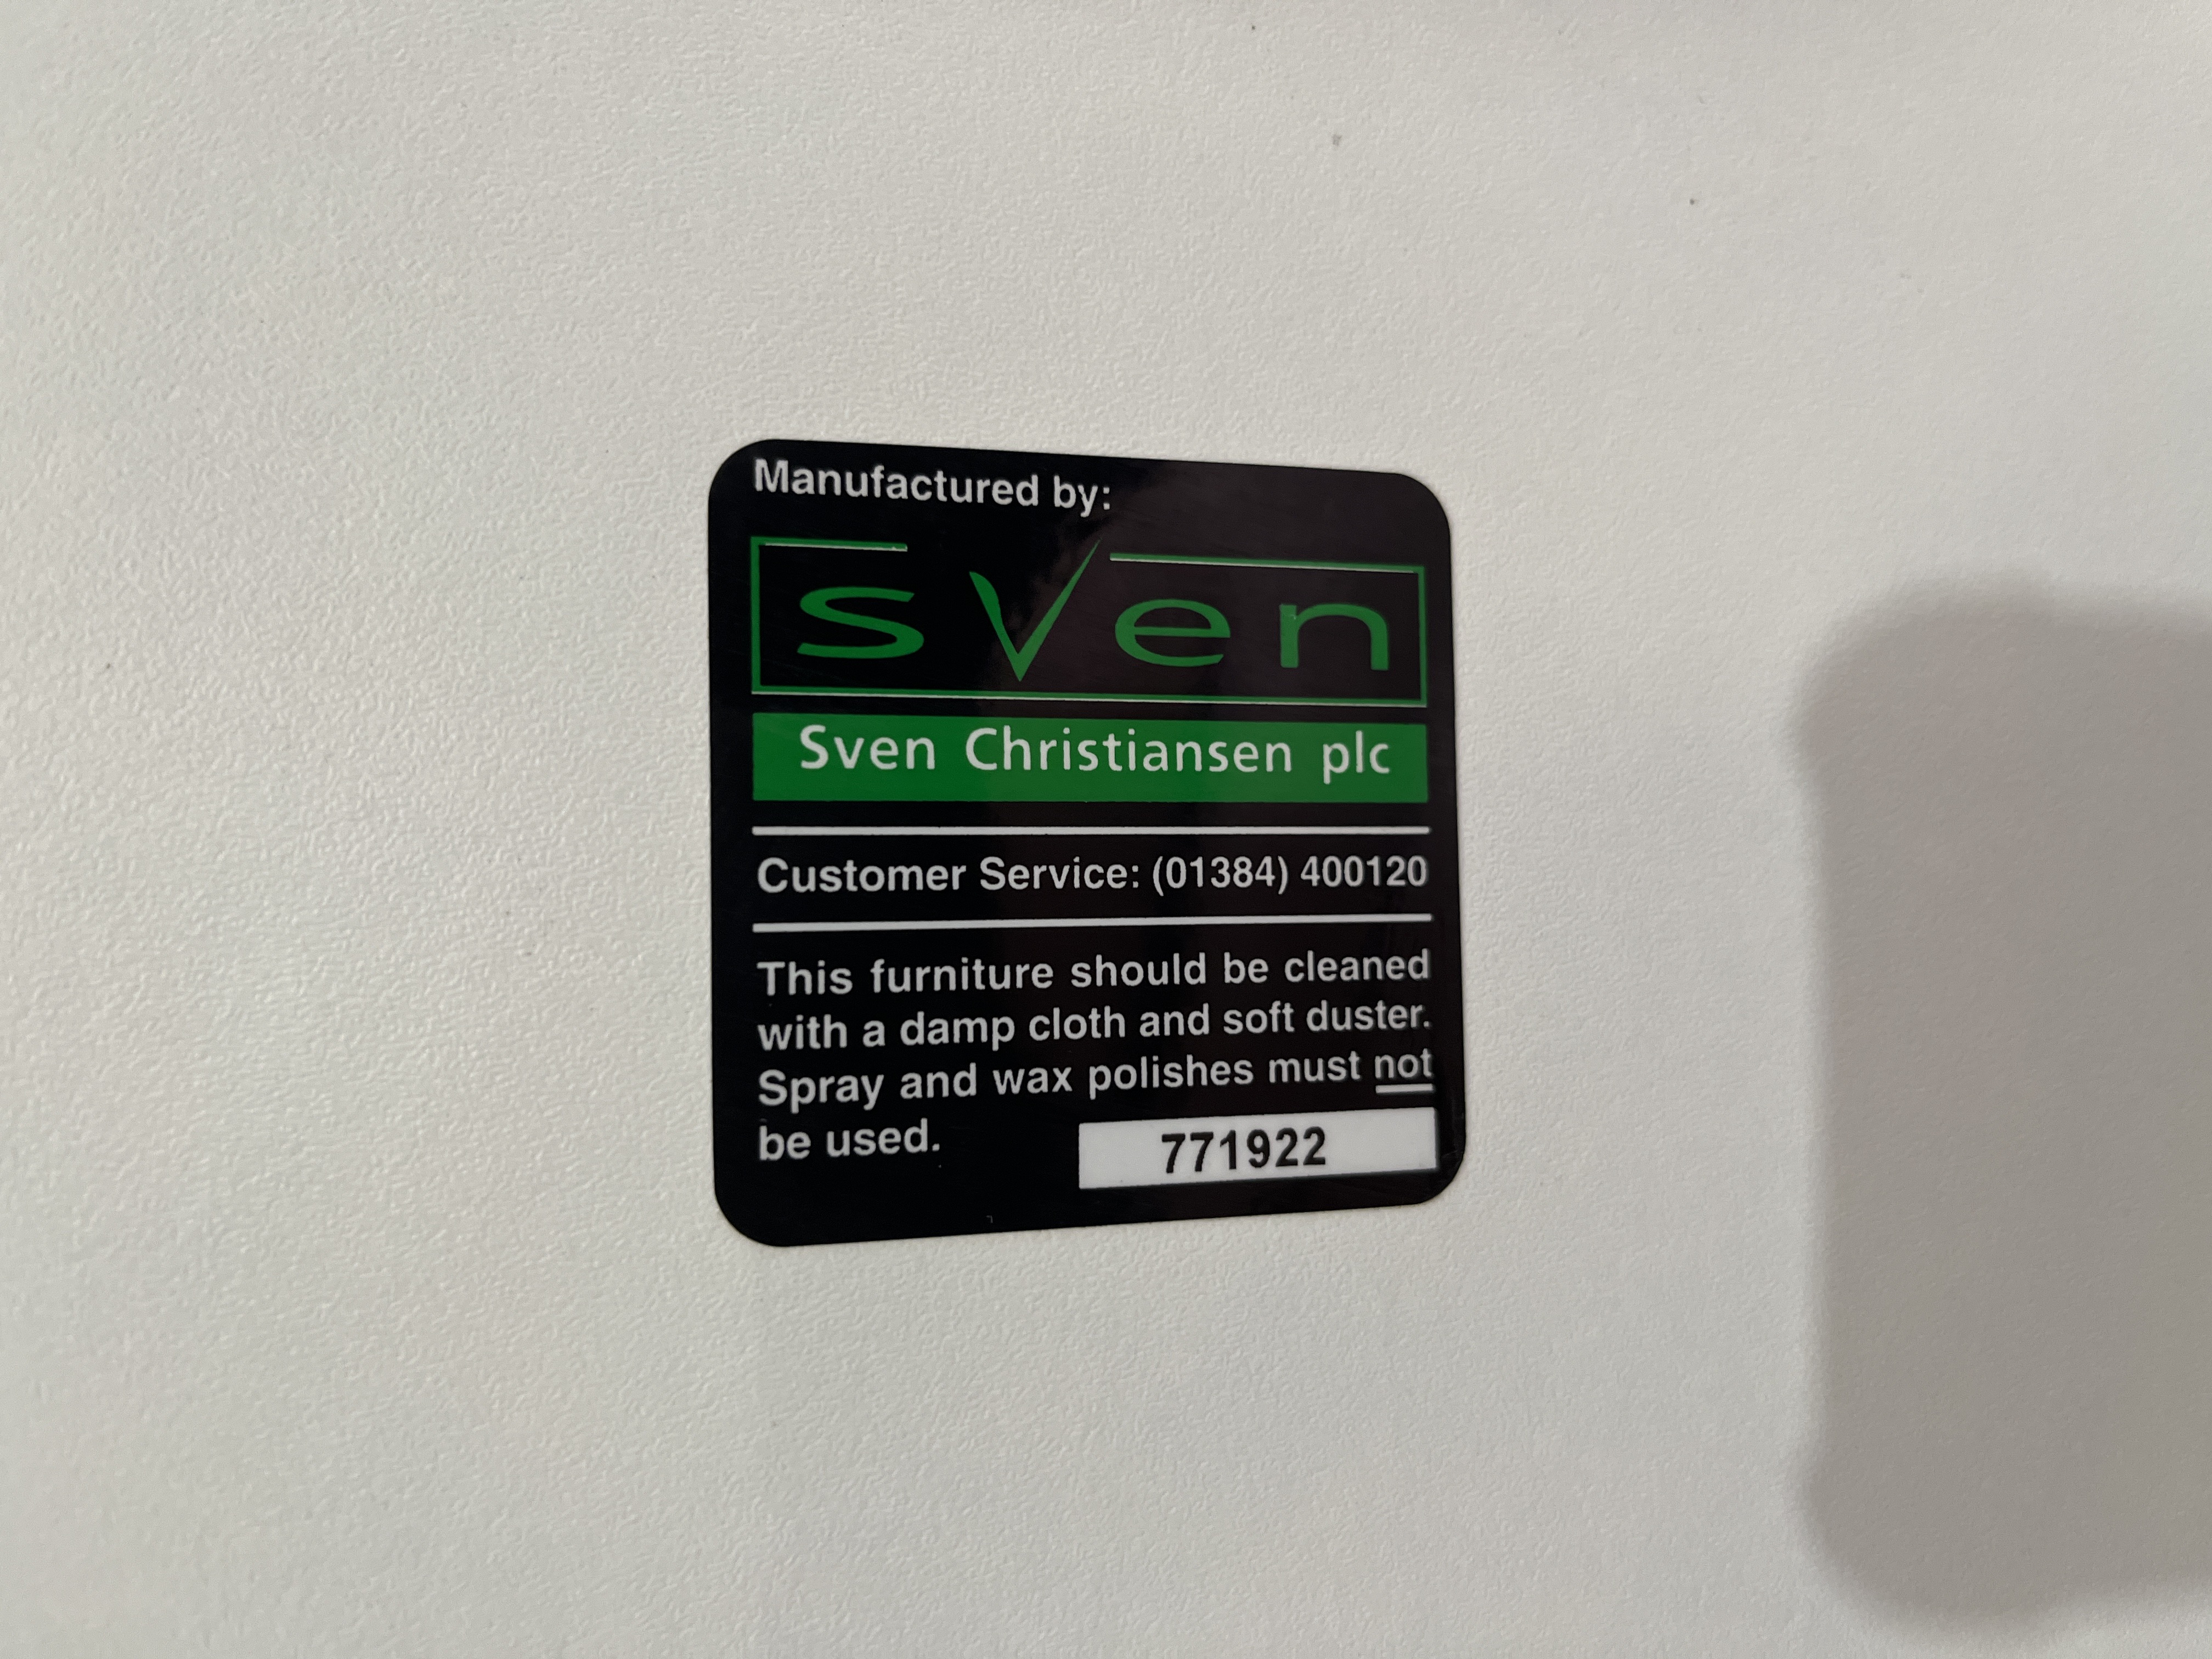 Manufactured by:
sven
Sven Christiansen plc
Customer Service: (01384) 400120
This furniture should be cleaned
with a damp cloth and soft duster.
Spray and wax polishes must not
be used.
771922